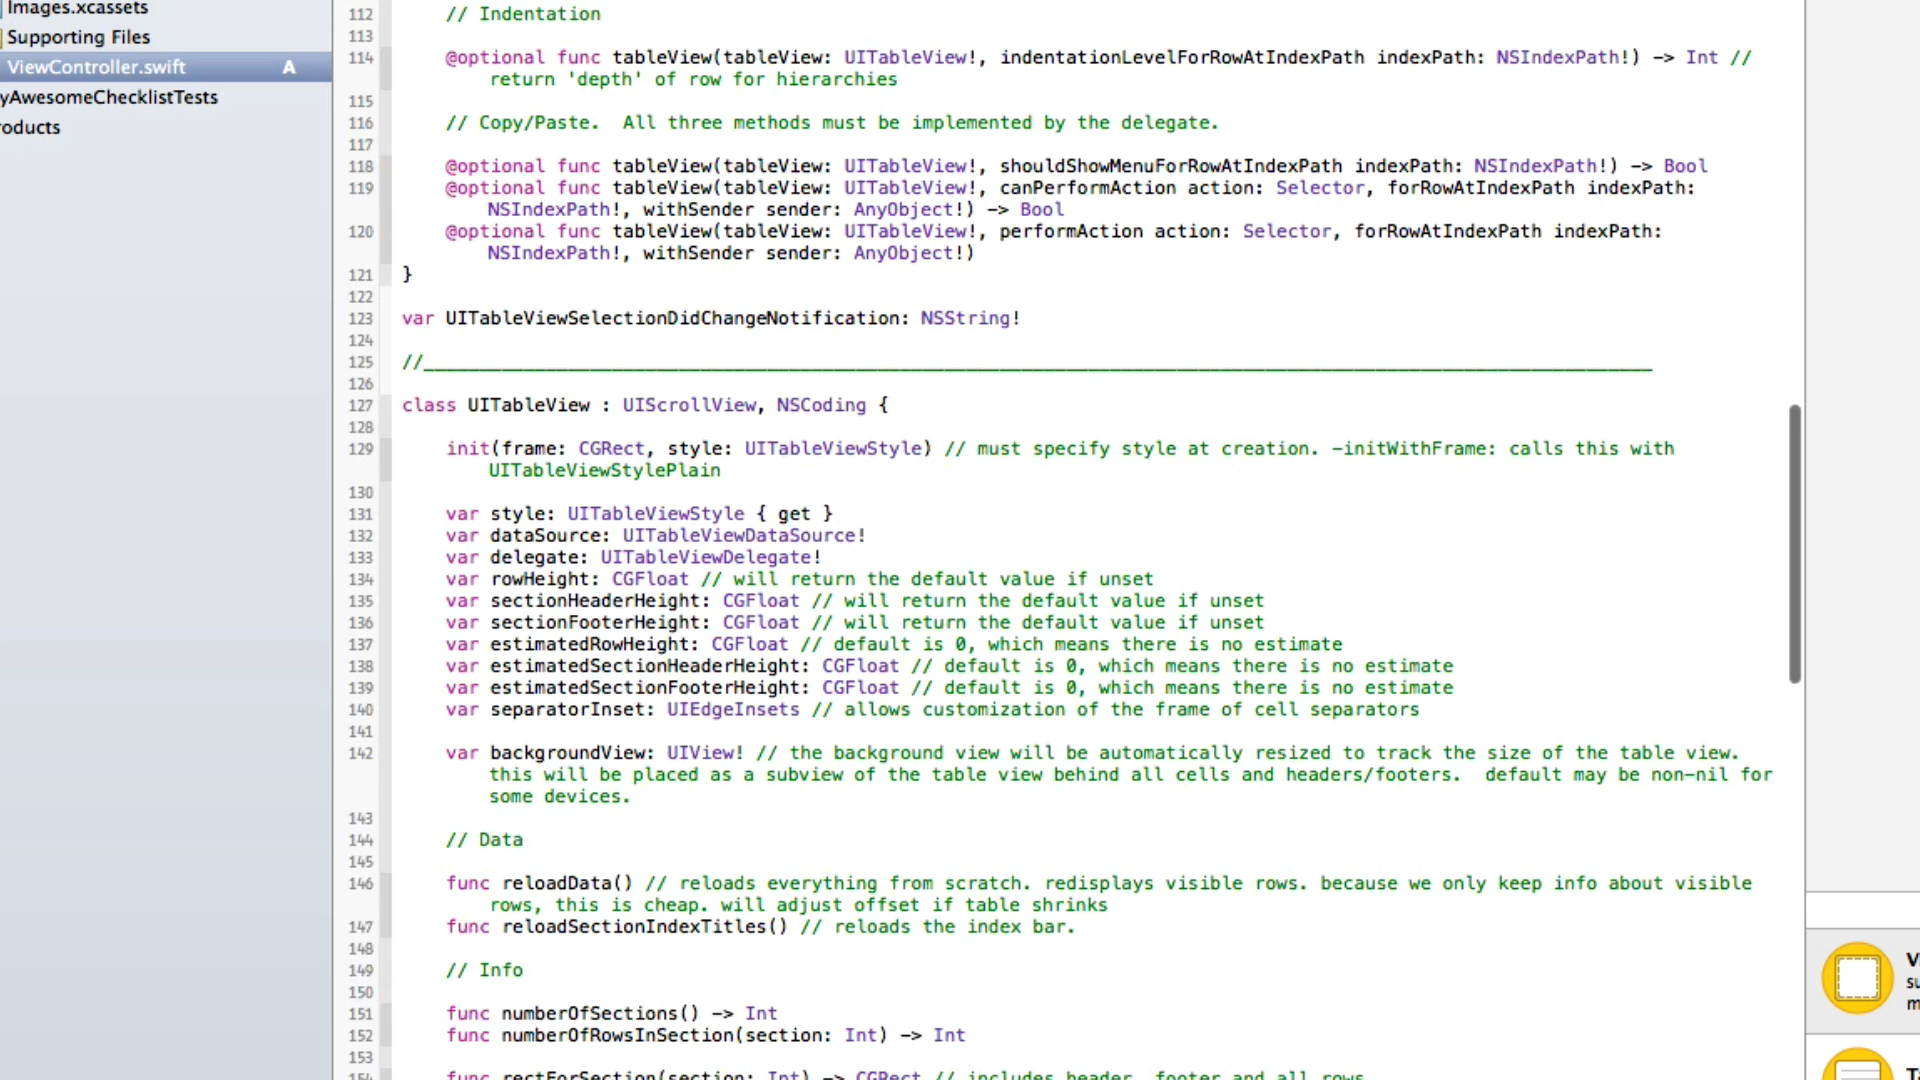 Images.xcassets
Supporting Files
ViewController.swift A
yAwesomeChecklistTests
roducts
112 // Indentation
113
114 @optional func tableView(tableView: UITableView!, indentationLevelForRowAtIndexPath indexPath: NSIndexPath!) -> Int //
return 'depth' of row for hierarchies
115
116 // Copy/Paste.  All three methods must be implemented by the delegate.
117
118 @optional func tableView(tableView: UITableView!, shouldShowMenuForRowAtIndexPath indexPath: NSIndexPath!) -> Bool
119 @optional func tableView(tableView: UITableView!, canPerformAction action: Selector, forRowAtIndexPath indexPath:
NSIndexPath!, withSender sender: AnyObject!) -> Bool
120 @optional func tableView(tableView: UITableView!, performAction action: Selector, forRowAtIndexPath indexPath:
NSIndexPath!, withSender sender: AnyObject!)
121 }
122
123 var UITableViewSelectionDidChangeNotification: NSString!
124
125 //_______________________________________________________________________________________________________________
126
127 class UITableView : UIScrollView, NSCoding {
128
129 init(frame: CGRect, style: UITableViewStyle) // must specify style at creation. -initWithFrame: calls this with
UITableViewStylePlain
130
131 var style: UITableViewStyle { get }
132 var dataSource: UITableViewDataSource!
133 var delegate: UITableViewDelegate!
134 var rowHeight: CGFloat // will return the default value if unset
135 var sectionHeaderHeight: CGFloat // will return the default value if unset
136 var sectionFooterHeight: CGFloat // will return the default value if unset
137 var estimatedRowHeight: CGFloat // default is 0, which means there is no estimate
138 var estimatedSectionHeaderHeight: CGFloat // default is 0, which means there is no estimate
139 var estimatedSectionFooterHeight: CGFloat // default is 0, which means there is no estimate
140 var separatorInset: UIEdgeInsets // allows customization of the frame of cell separators
141
142 var backgroundView: UIView! // the background view will be automatically resized to track the size of the table view.
this will be placed as a subview of the table view behind all cells and headers/footers.  default may be non-nil for
some devices.
143
144 // Data
145
146 func reloadData() // reloads everything from scratch. redisplays visible rows. because we only keep info about visible
rows, this is cheap. will adjust offset if table shrinks
147 func reloadSectionIndexTitles() // reloads the index bar.
148
149 // Info
150
151 func numberOfSections() -> Int
152 func numberOfRowsInSection(section: Int) -> Int
153
154 func rectForSection(section: Int) -> CGRect // includes header, footer and all rows